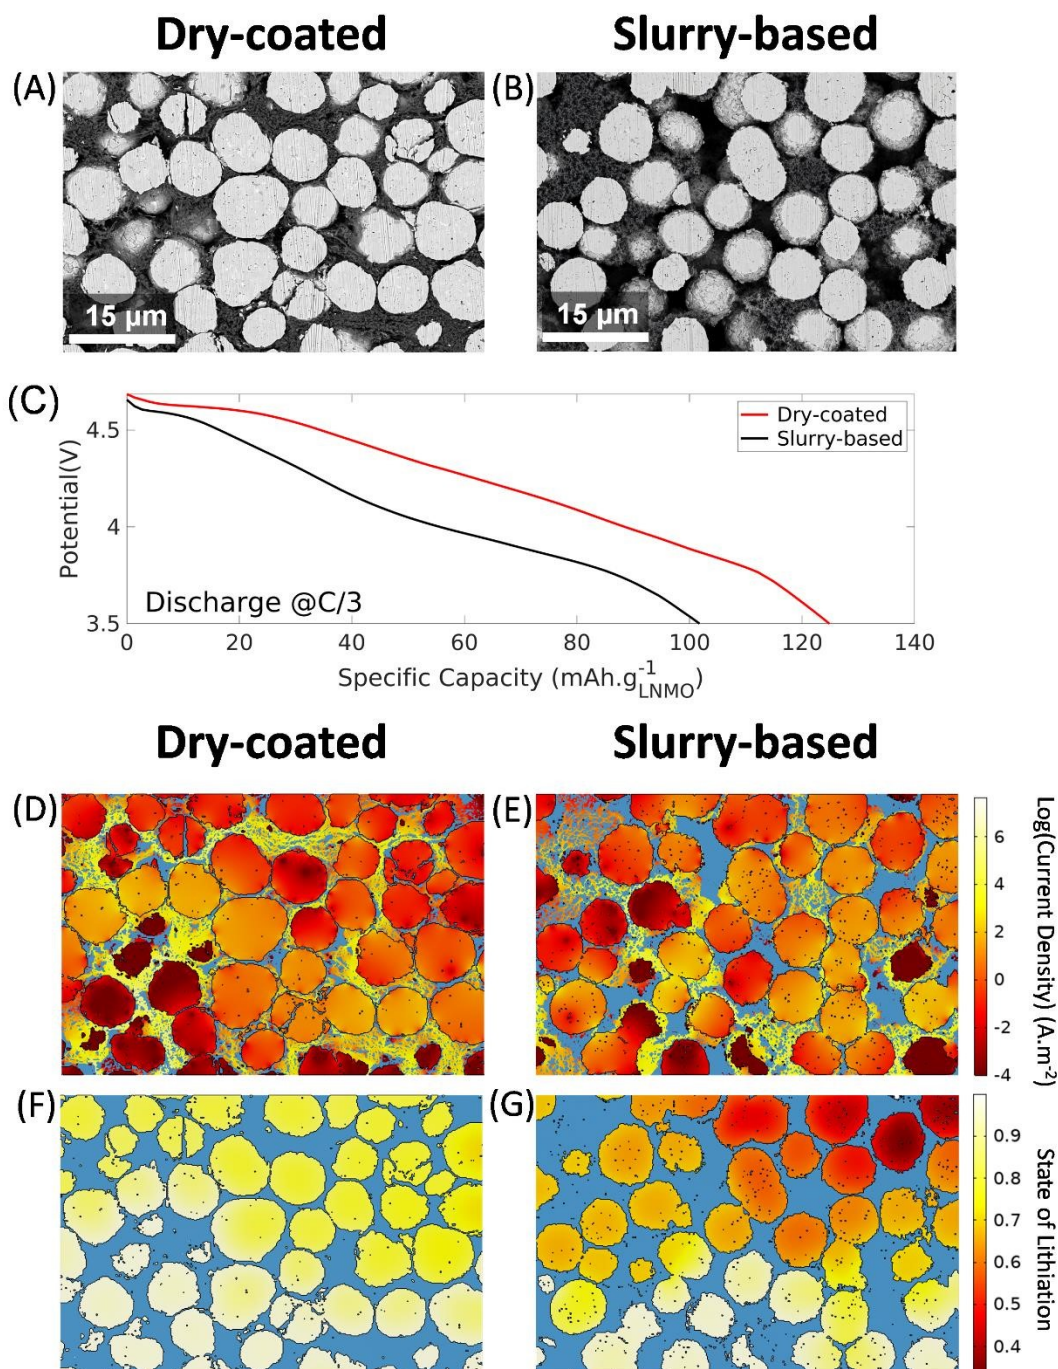 Dry-coated Slurry-based
(A) (B)
15 µm 15 µm
(C)
Dry-coated
Slurry-based
4.5
4
3.5
Potential(V)
Discharge @C/3
0 20 40 60 80 100 120 140
Specific Capacity (mAh.g⁻¹LNMO)
Dry-coated Slurry-based
(D) (E)
6
4
2
0
-2
-4
Log(Current Density) (A.m⁻²)
(F) (G)
0.9
0.8
0.7
0.6
0.5
0.4
State of Lithiation